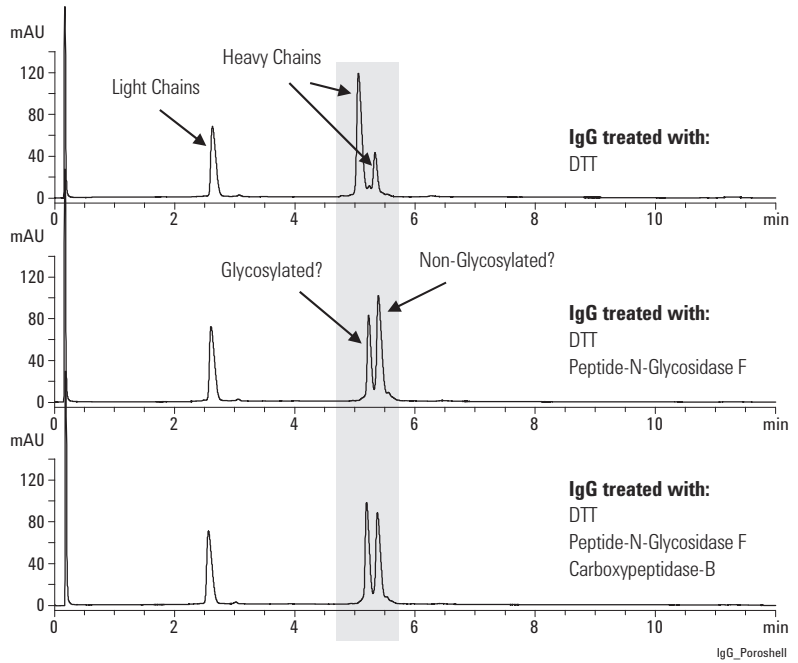 mAU
120
80
40
0
Light Chains
Heavy Chains
IgG treated with:
DTT
0 2 4 6 8 10 min
mAU
120
80
40
0
Glycosylated?
Non-Glycosylated?
IgG treated with:
DTT
Peptide-N-Glycosidase F
0 2 4 6 8 10 min
mAU
120
80
40
0
IgG treated with:
DTT
Peptide-N-Glycosidase F
Carboxypeptidase-B
0 2 4 6 8 10 min
IgG_Poroshell